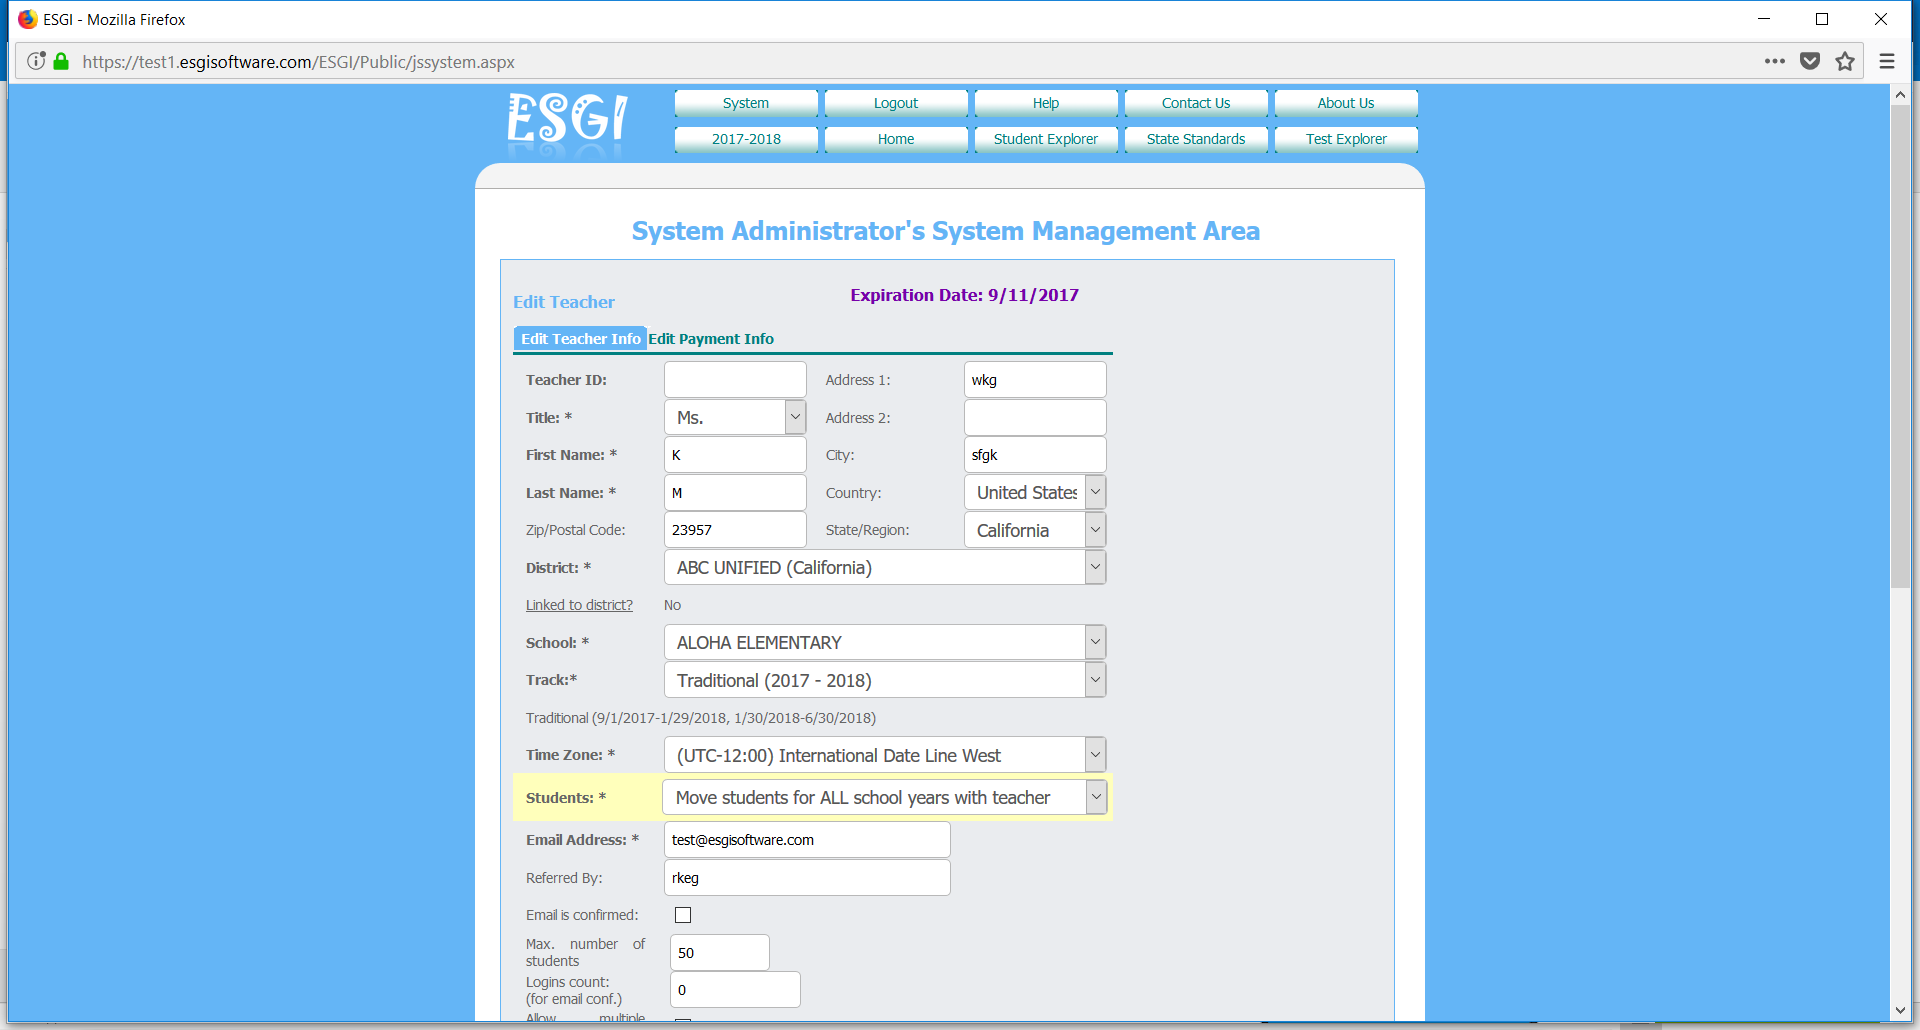 ESGI - Mozilla Firefox
https://test1.esgisoftware.com/ESGI/Public/jssystem.aspx
ESGI
System Logout Help Contact Us About Us
2017-2018 Home Student Explorer State Standards Test Explorer
System Administrator's System Management Area
Edit Teacher Expiration Date: 9/11/2017
Edit Teacher Info Edit Payment Info
Teacher ID: Address 1: wkg
Title: * Ms. Address 2:
First Name: * K City: sfgk
Last Name: * M Country: United States
Zip/Postal Code: 23957 State/Region: California
District: * ABC UNIFIED (California)
Linked to district? No
School: * ALOHA ELEMENTARY
Track:* Traditional (2017 - 2018)
Traditional (9/1/2017-1/29/2018, 1/30/2018-6/30/2018)
Time Zone: * (UTC-12:00) International Date Line West
Students: * Move students for ALL school years with teacher
Email Address: * test@esgisoftware.com
Referred By: rkeg
Email is confirmed:
Max. number of
students 50
Logins count:
(for email conf.) 0
Allow multiple